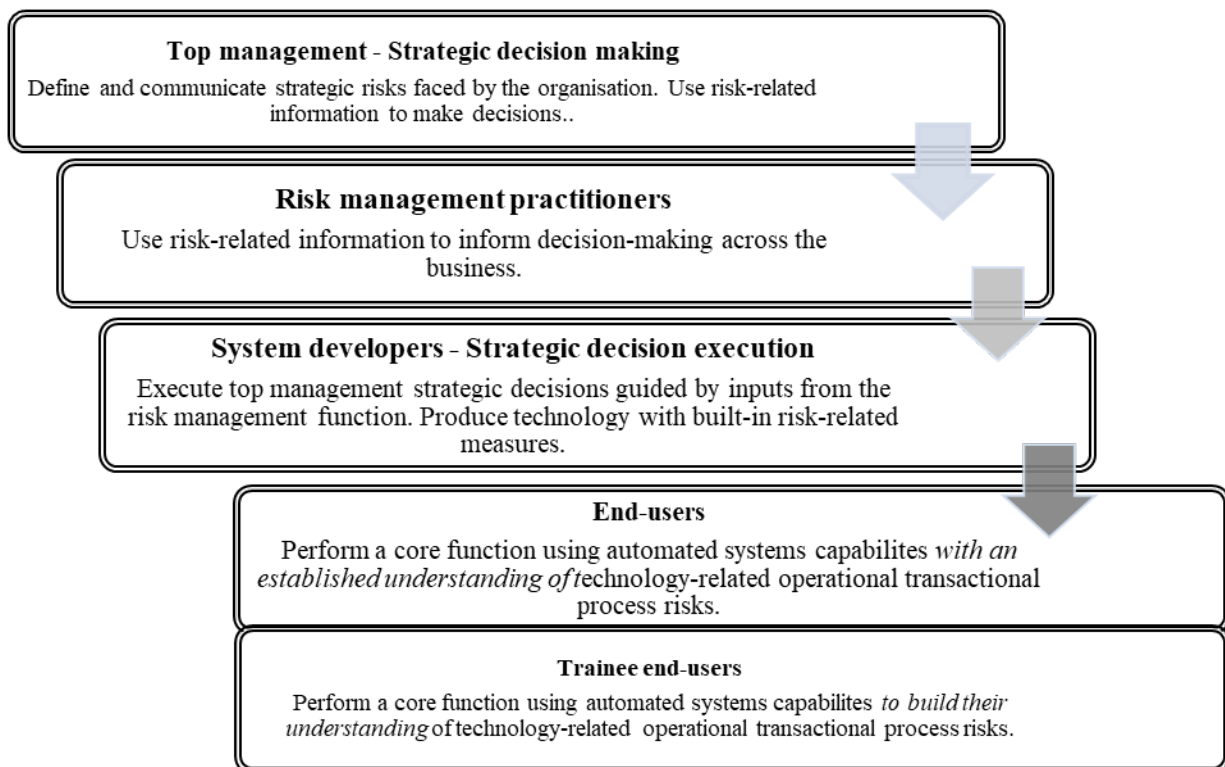 Top management - Strategic decision making
Define and communicate strategic risks faced by the organisation. Use risk-related
information to make decisions..
Risk management practitioners
Use risk-related information to inform decision-making across the
business.
System developers - Strategic decision execution
Execute top management strategic decisions guided by inputs from the
risk management function. Produce technology with built-in risk-related
measures.
End-users
Perform a core function using automated systems capabilites with an
established understanding of technology-related operational transactional
process risks.
Trainee end-users
Perform a core function using automated systems capabilites to build their
understanding of technology-related operational transactional process risks.